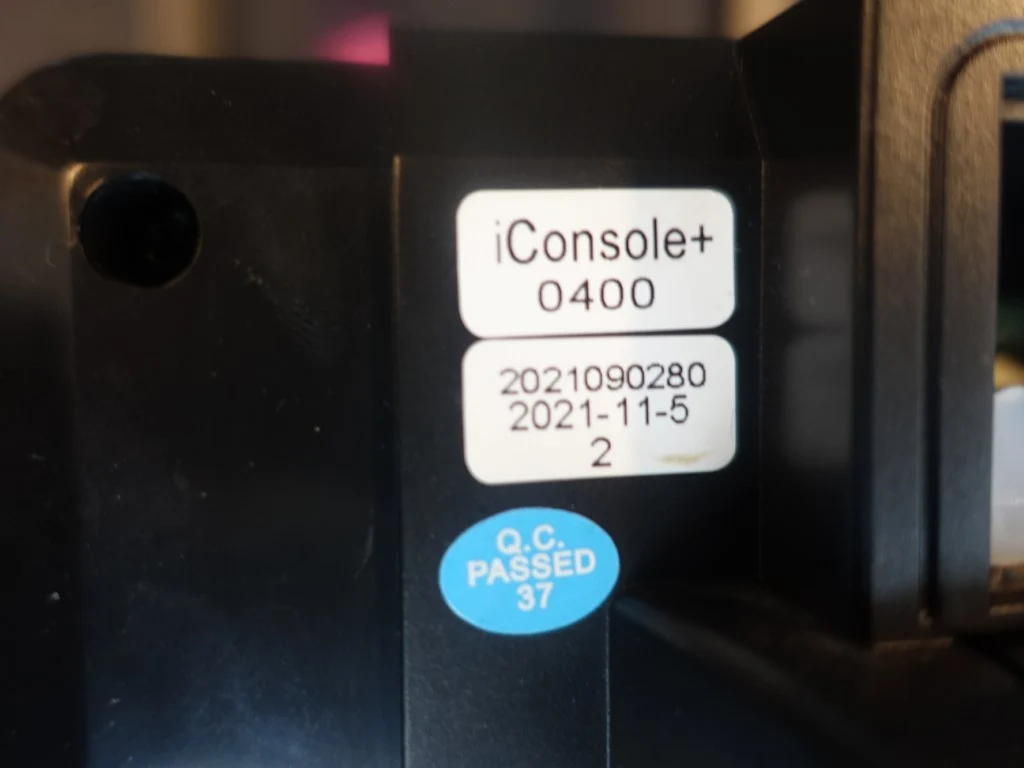 iConsole+
0400
2021090280
2021-11-5
2
Q.C.
PASSED
37